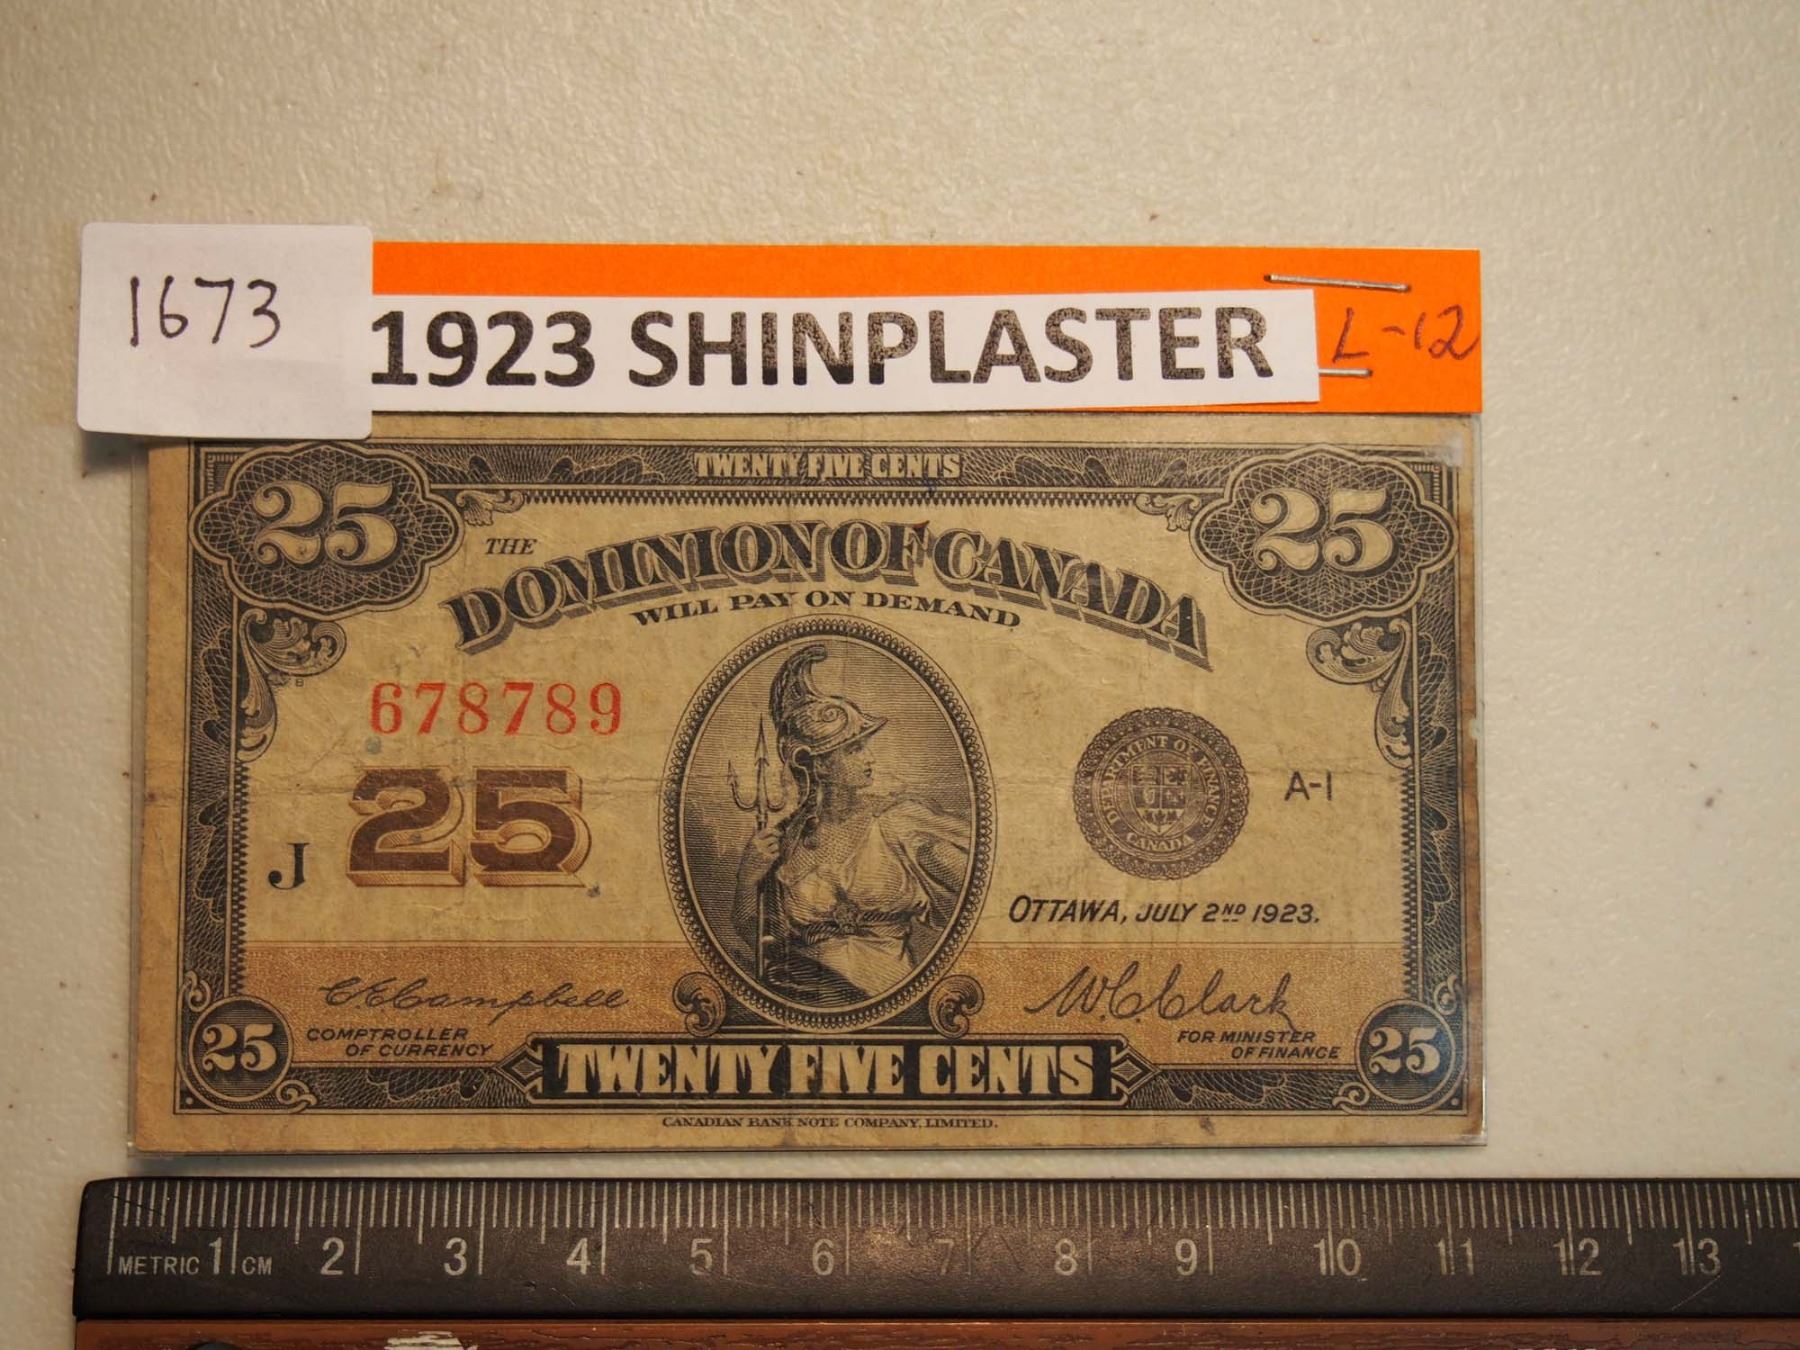 1673
1923 SHINPLASTER
L-12
TWENTY FIVE CENTS
25
25
THE
DOMINION OF CANADA
WILL PAY ON DEMAND
678789
25
J
DEPARTMENT OF FINANCE
CANADA
A-1
OTTAWA, JULY 2ND 1923.
C.E. Campbell
COMPTROLLER
OF CURRENCY
W.C. Clark
FOR MINISTER
OF FINANCE
25
TWENTY FIVE CENTS
25
CANADIAN BANK NOTE COMPANY, LIMITED.
METRIC 1 CM 2 3 4 5 6 7 8 9 10 11 12 13